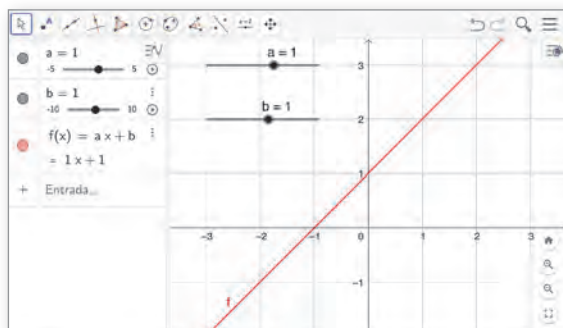 a = 1
-5 5
b = 1
-10 10
f(x) = a x + b
= 1 x + 1
+ Entrada...
a = 1
b = 1
3
2
1
0
-1
-3 -2 -1 1 2 3
f
A
a=2